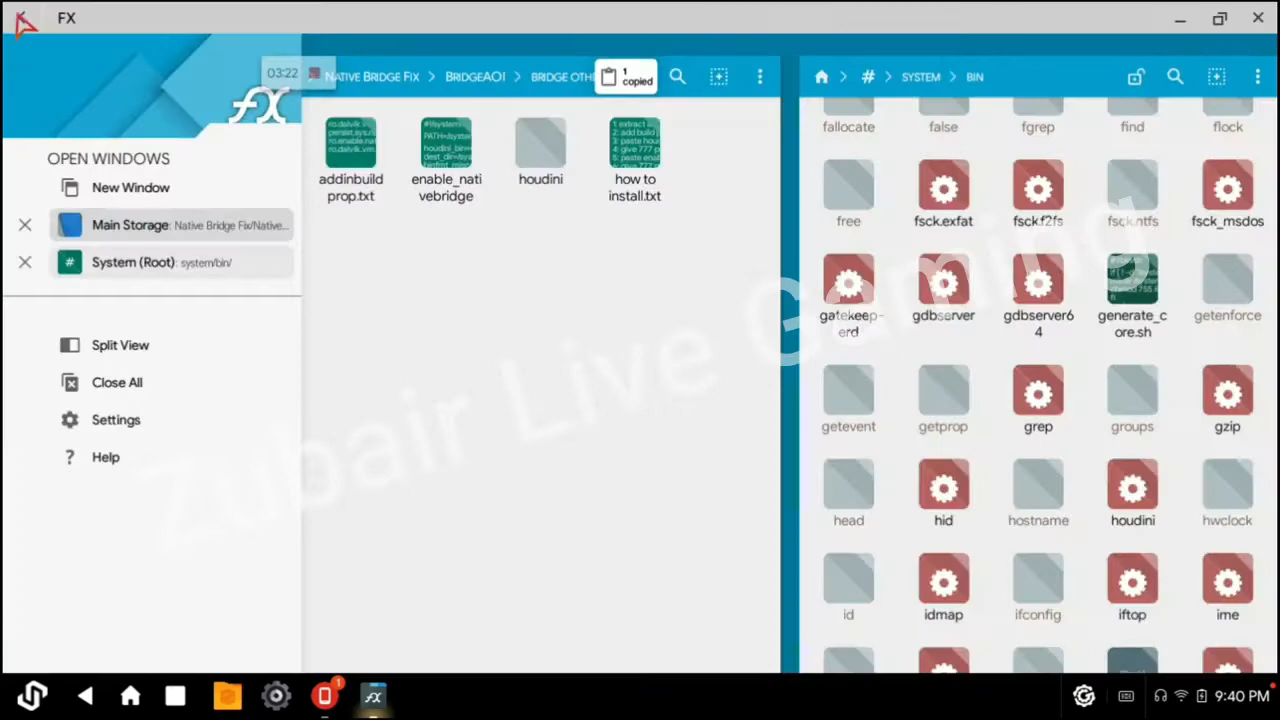 FX
fx
OPEN WINDOWS
New Window
Main Storage: Native Bridge Fix/Native...
# System (Root): system/bin/
Split View
Close All
Settings
? Help
03:22
NATIVE BRIDGE FIX > BRIDGEAOI > BRIDGE OTHE
1
copied
addinbuild
prop.txt
enable_nati
vebridge
houdini
how to
install.txt
# > SYSTEM > BIN
fallocate
false
fgrep
find
flock
free
fsck.exfat
fsck.f2fs
fsck.ntfs
fsck_msdos
gatekeep-
erd
gdbserver
gdbserver6
4
generate_c
ore.sh
getenforce
getevent
getprop
grep
groups
gzip
head
hid
hostname
houdini
hwclock
id
idmap
ifconfig
iftop
ime
Zubair Live Gaming
1
fx
9:40 PM